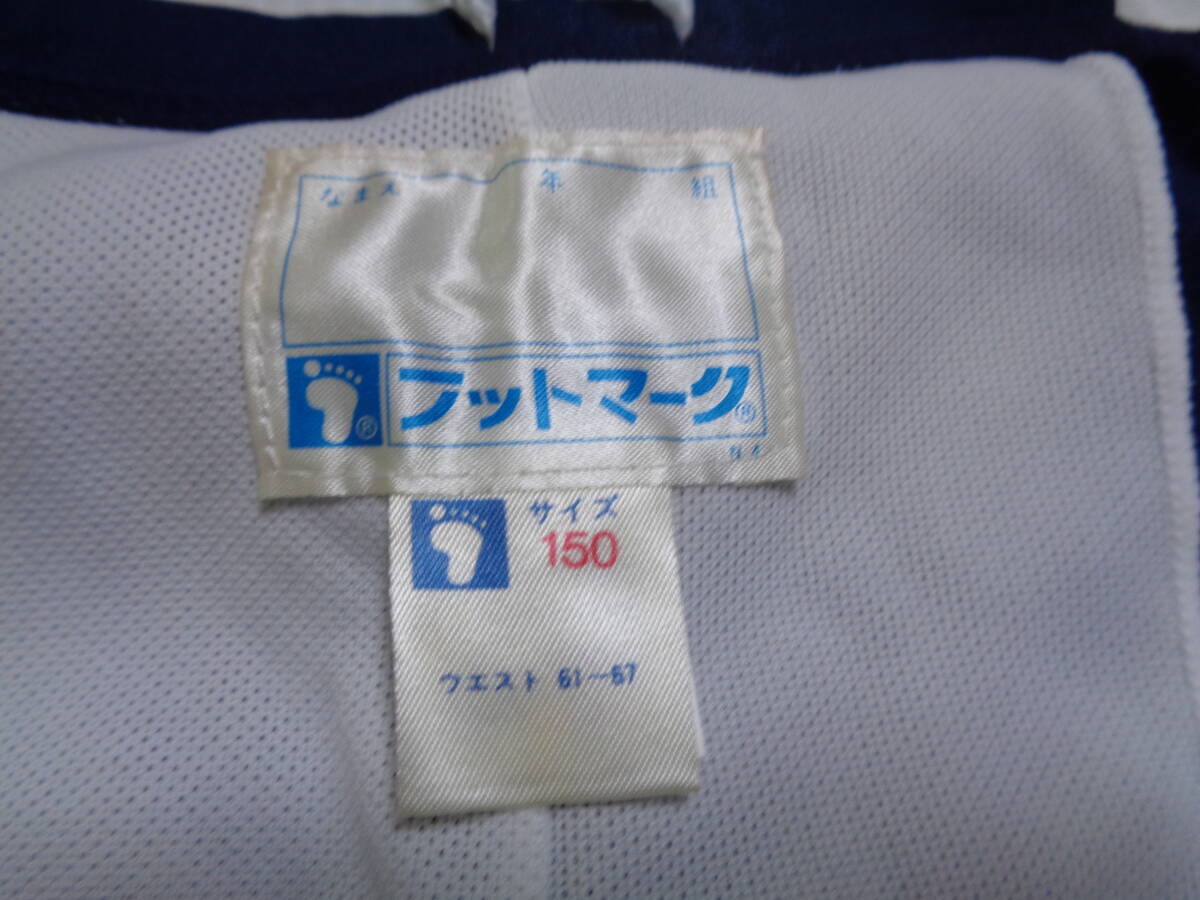 なまえ 年 組
® フットマーク®
サイズ
150
ウエスト 61~67